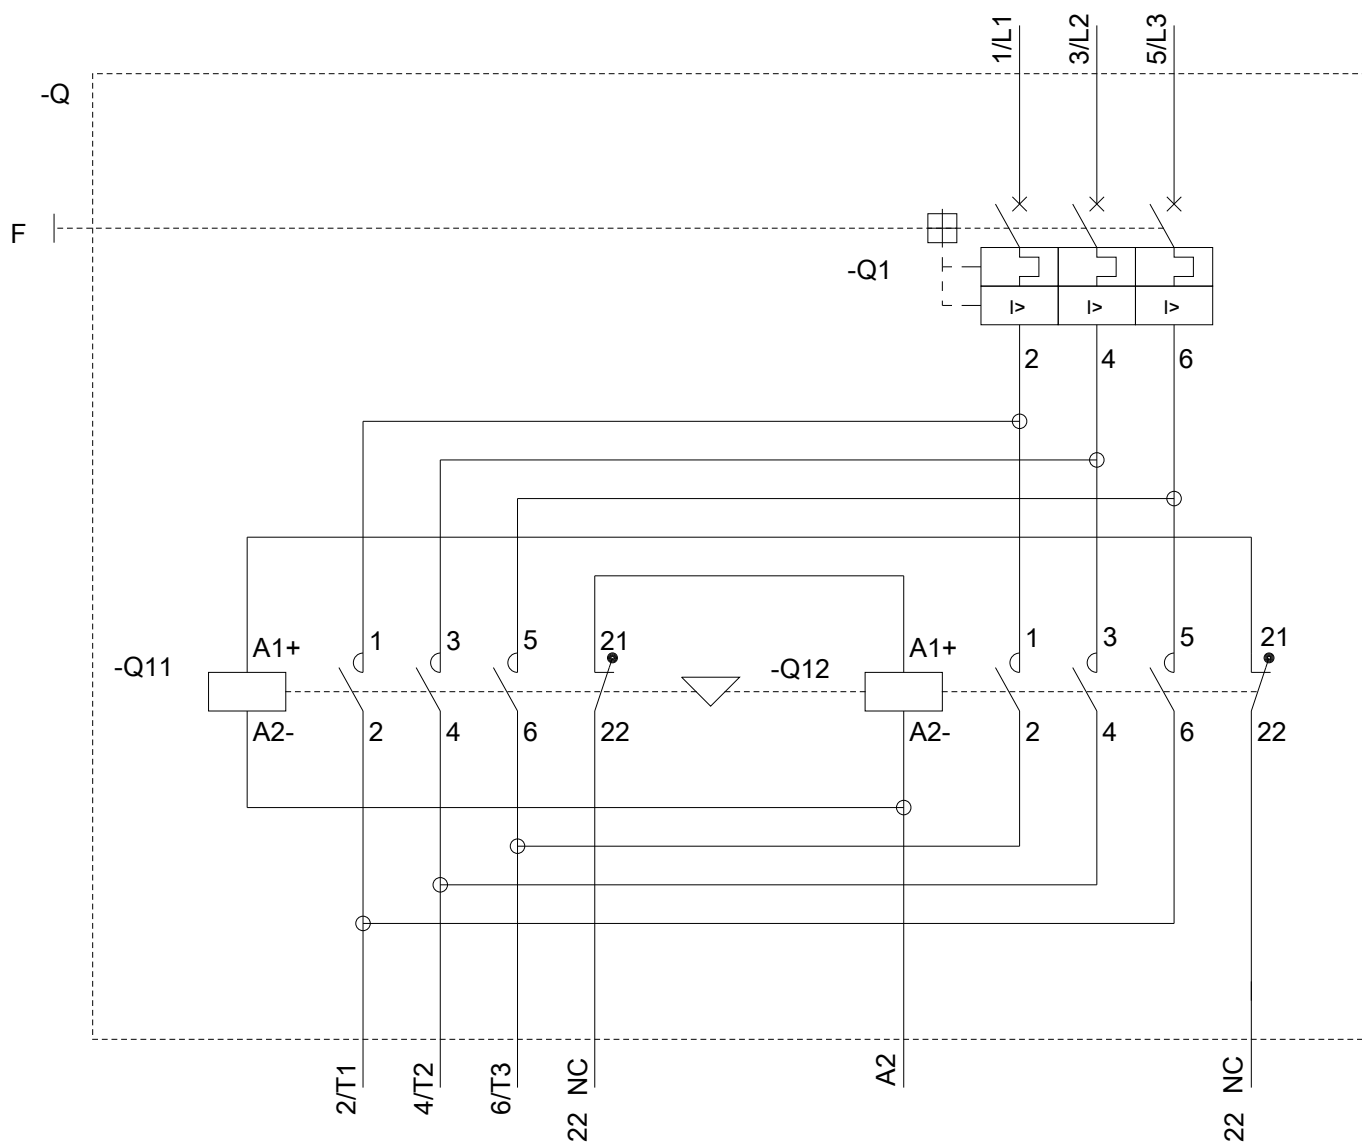 1/L1 3/L2 5/L3
-Q
F
-Q1
I> I> I>
2 4 6
A1+ 1 3 5 21 A1+ 1 3 5 21
-Q11 -Q12
A2- 2 4 6 22 A2- 2 4 6 22
2/T1 4/T2 6/T3 22 NC A2 22 NC